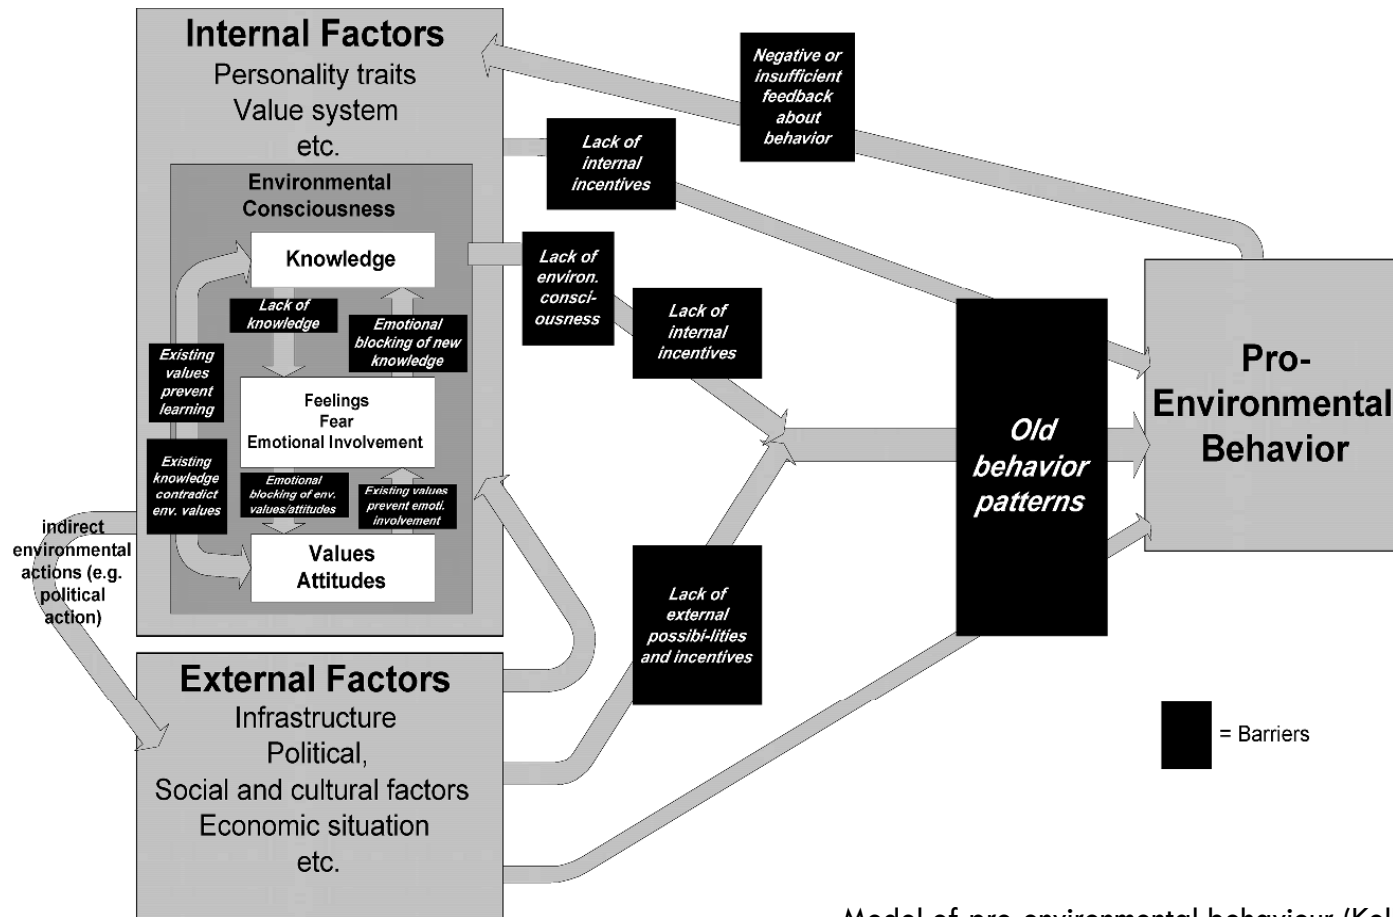 Internal Factors
Personality traits
Value system
etc.
Environmental
Consciousness
Knowledge
Lack of
knowledge
Emotional
blocking of new
knowledge
Existing
values
prevent
learning
Feelings
Fear
Emotional Involvement
Existing
knowledge
contradict
env. values
Emotional
blocking of env.
values/attitudes
Existing values
prevent emoti.
involvement
Values
Attitudes
indirect
environmental
actions (e.g.
political
action)
External Factors
Infrastructure
Political,
Social and cultural factors
Economic situation
etc.
Negative or
insufficient
feedback
about
behavior
Lack of
internal
incentives
Lack of
environ.
consci-
ousness
Lack of
internal
incentives
Lack of
external
possibi-lities
and incentives
Old
behavior
patterns
Pro-
Environmental
Behavior
= Barriers
Model of pro-environmental behaviour (Kol